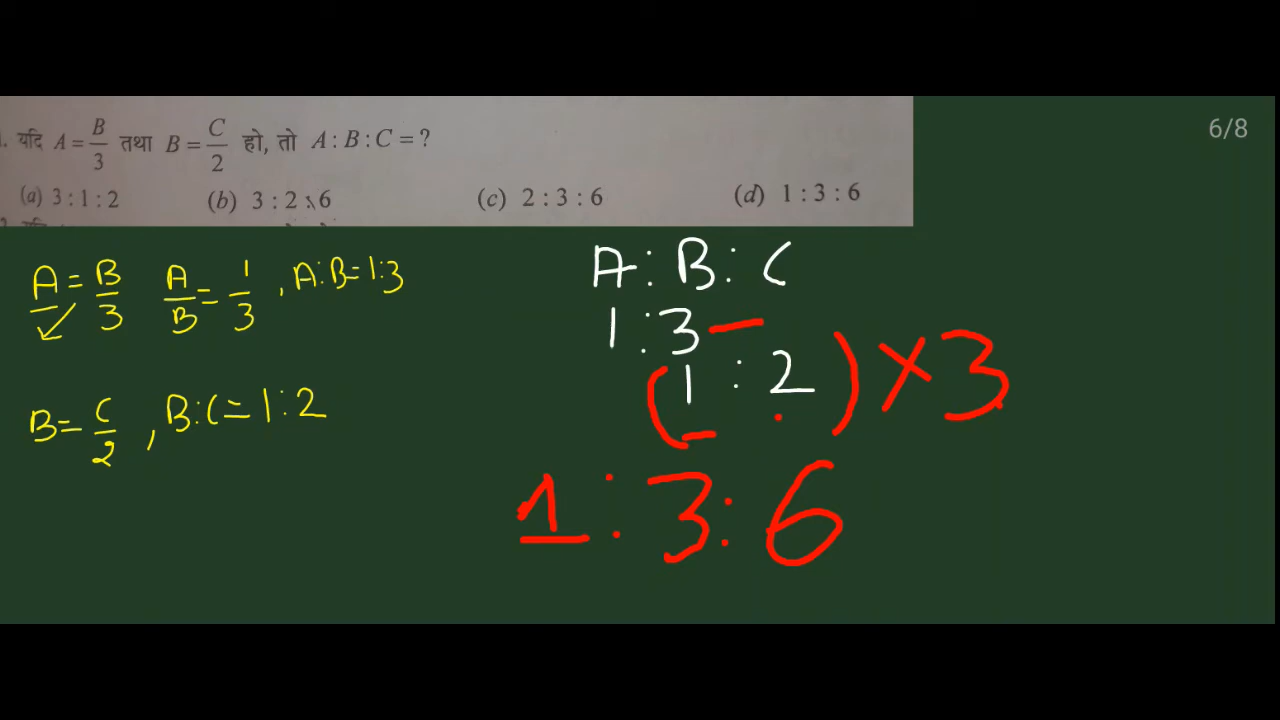 6/8
1. यदि A = B/3 तथा B = C/2 हो, तो A : B : C = ?
(a) 3 : 1 : 2 (b) 3 : 2 : 6 (c) 2 : 3 : 6 (d) 1 : 3 : 6
A = B/3 A/B = 1/3 , A:B = 1:3
B = C/2 , B:C = 1:2
A : B : C
1 : 3
(1 : 2) × 3
1 : 3 : 6